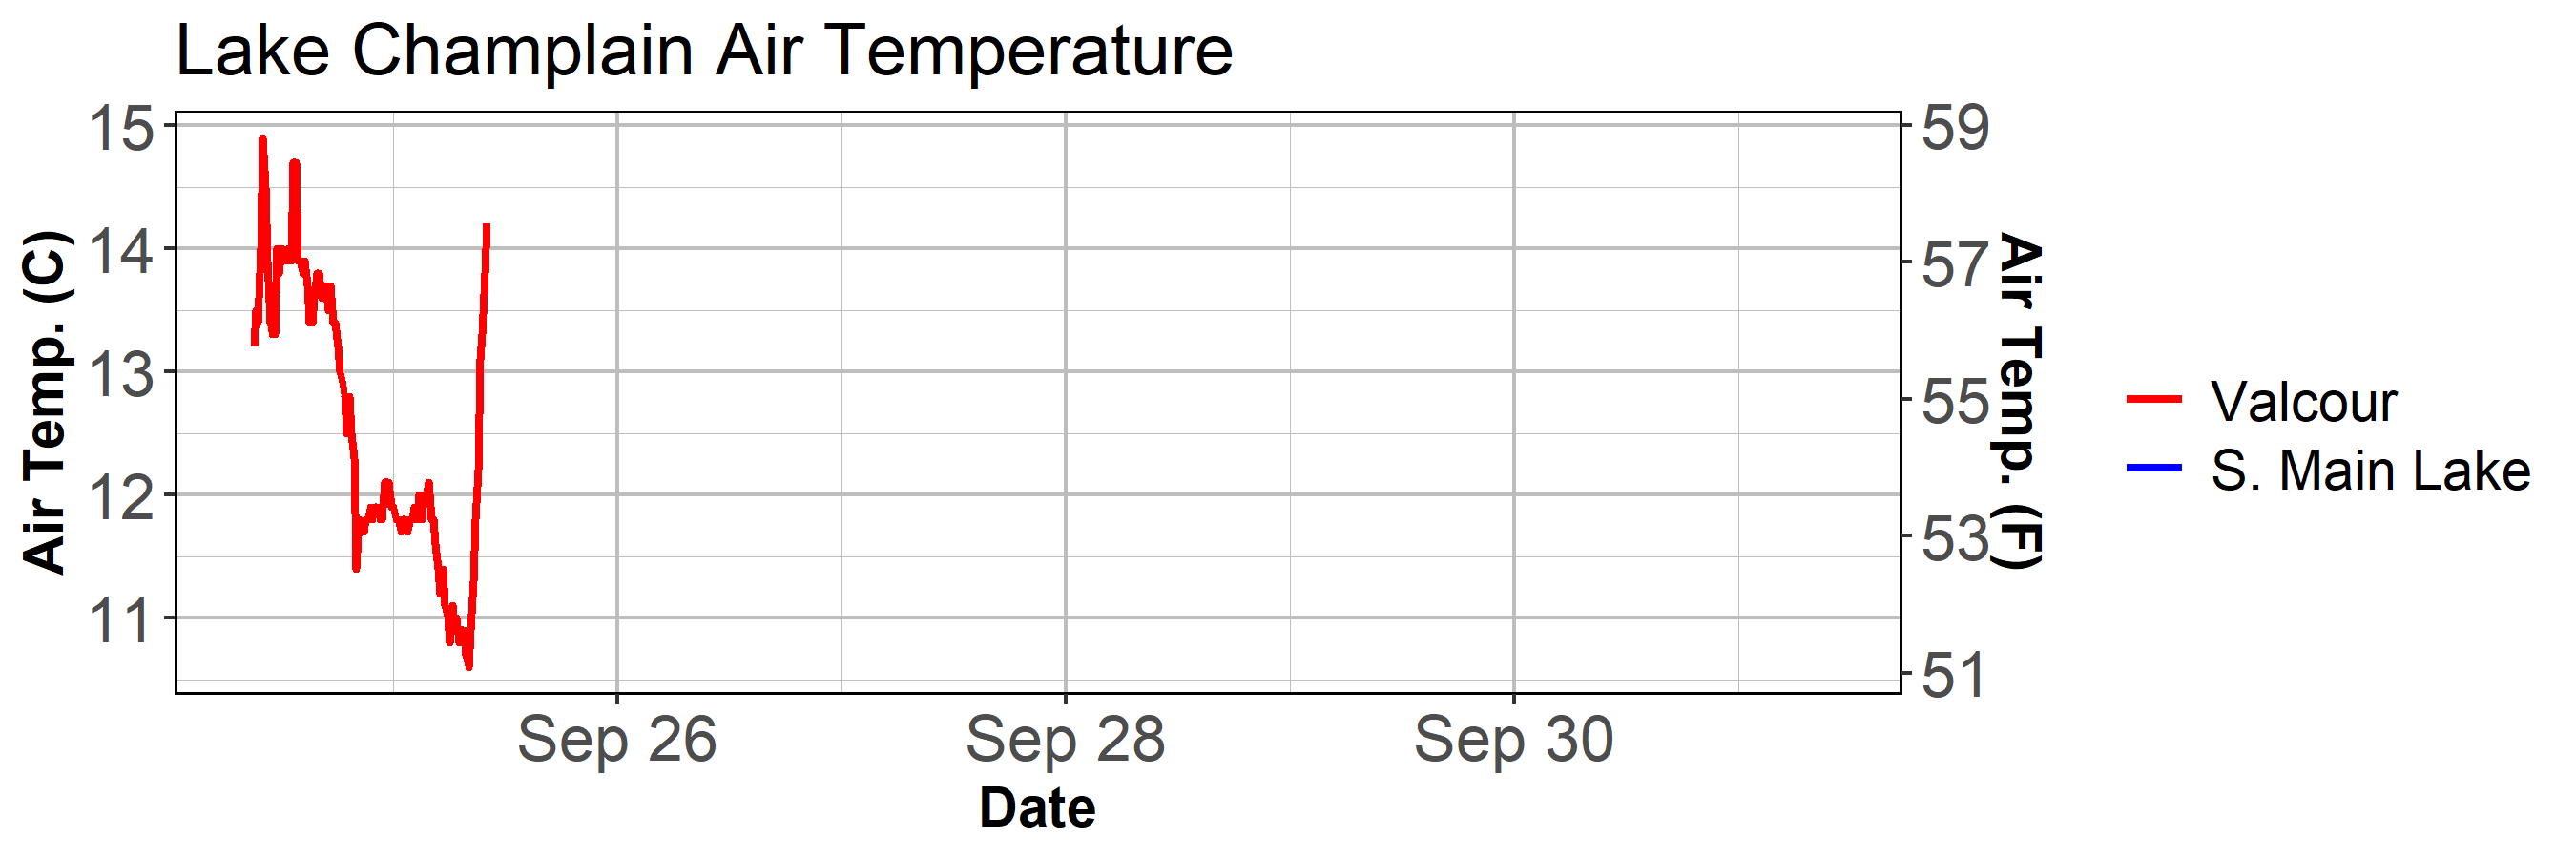 Lake Champlain Air Temperature
15
14
13
12
11
Air Temp. (C)
59
57
55
53
51
Air Temp. (F)
Sep 26
Sep 28
Sep 30
Date
Valcour
S. Main Lake